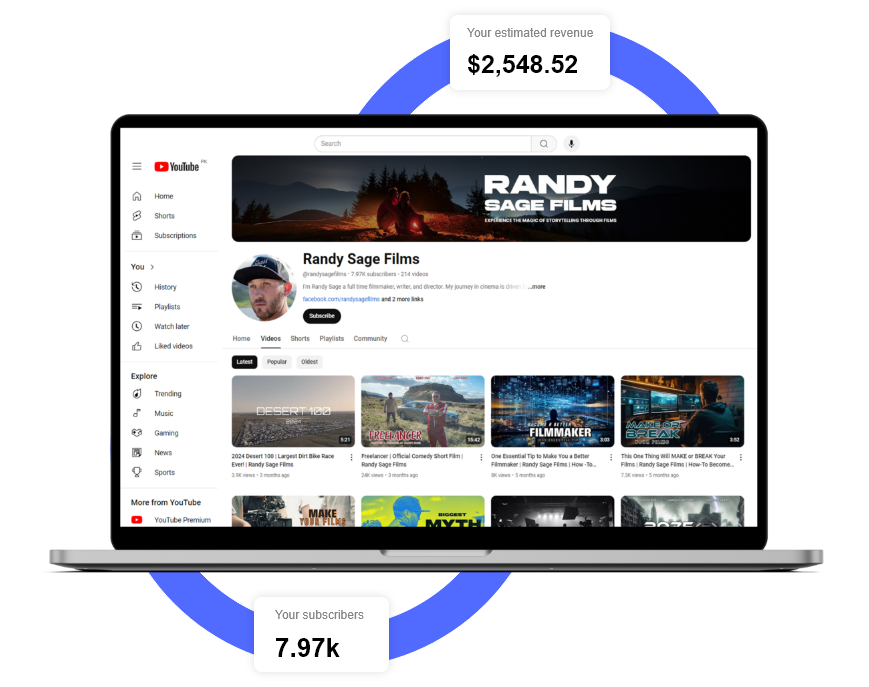 Your estimated revenue
$2,548.52
Search
YouTube PK
RANDY
SAGE FILMS
EXPERIENCE THE MAGIC OF STORYTELLING THROUGH FILMS
Home
Shorts
Subscriptions
You
History
Playlists
Watch later
Liked videos
Explore
Trending
Music
Gaming
News
Sports
More from YouTube
YouTube Premium
Randy Sage Films
@randysagefilms • 7.97K subscribers • 214 videos
I'm Randy Sage a full time filmmaker, writer, and director. My journey in cinema is driven ...more
facebook.com/randysagefilms and 2 more links
Subscribe
Home Videos Shorts Playlists Community
Latest Popular Oldest
DESERT 100
5:21
2024 Desert 100 | Largest Dirt Bike Race
Ever! | Randy Sage Films
3.9K views • 2 months ago
FREELANCER
15:42
Freelancer | Official Comedy Short Film |
Randy Sage Films
24K views • 3 months ago
BECOME A BETTER
FILMMAKER
3:03
One Essential Tip to Make You a Better
Filmmaker | Randy Sage Films | How -To...
8K views • 5 months ago
MAKE OR
BREAK
YOUR FILMS
3:52
This One Thing Will MAKE or BREAK Your
Films | Randy Sage Films | How-To Become...
7.3K views • 5 months ago
MAKE
YOUR FILMS
BIGGEST
MYTH
Your subscribers
7.97k